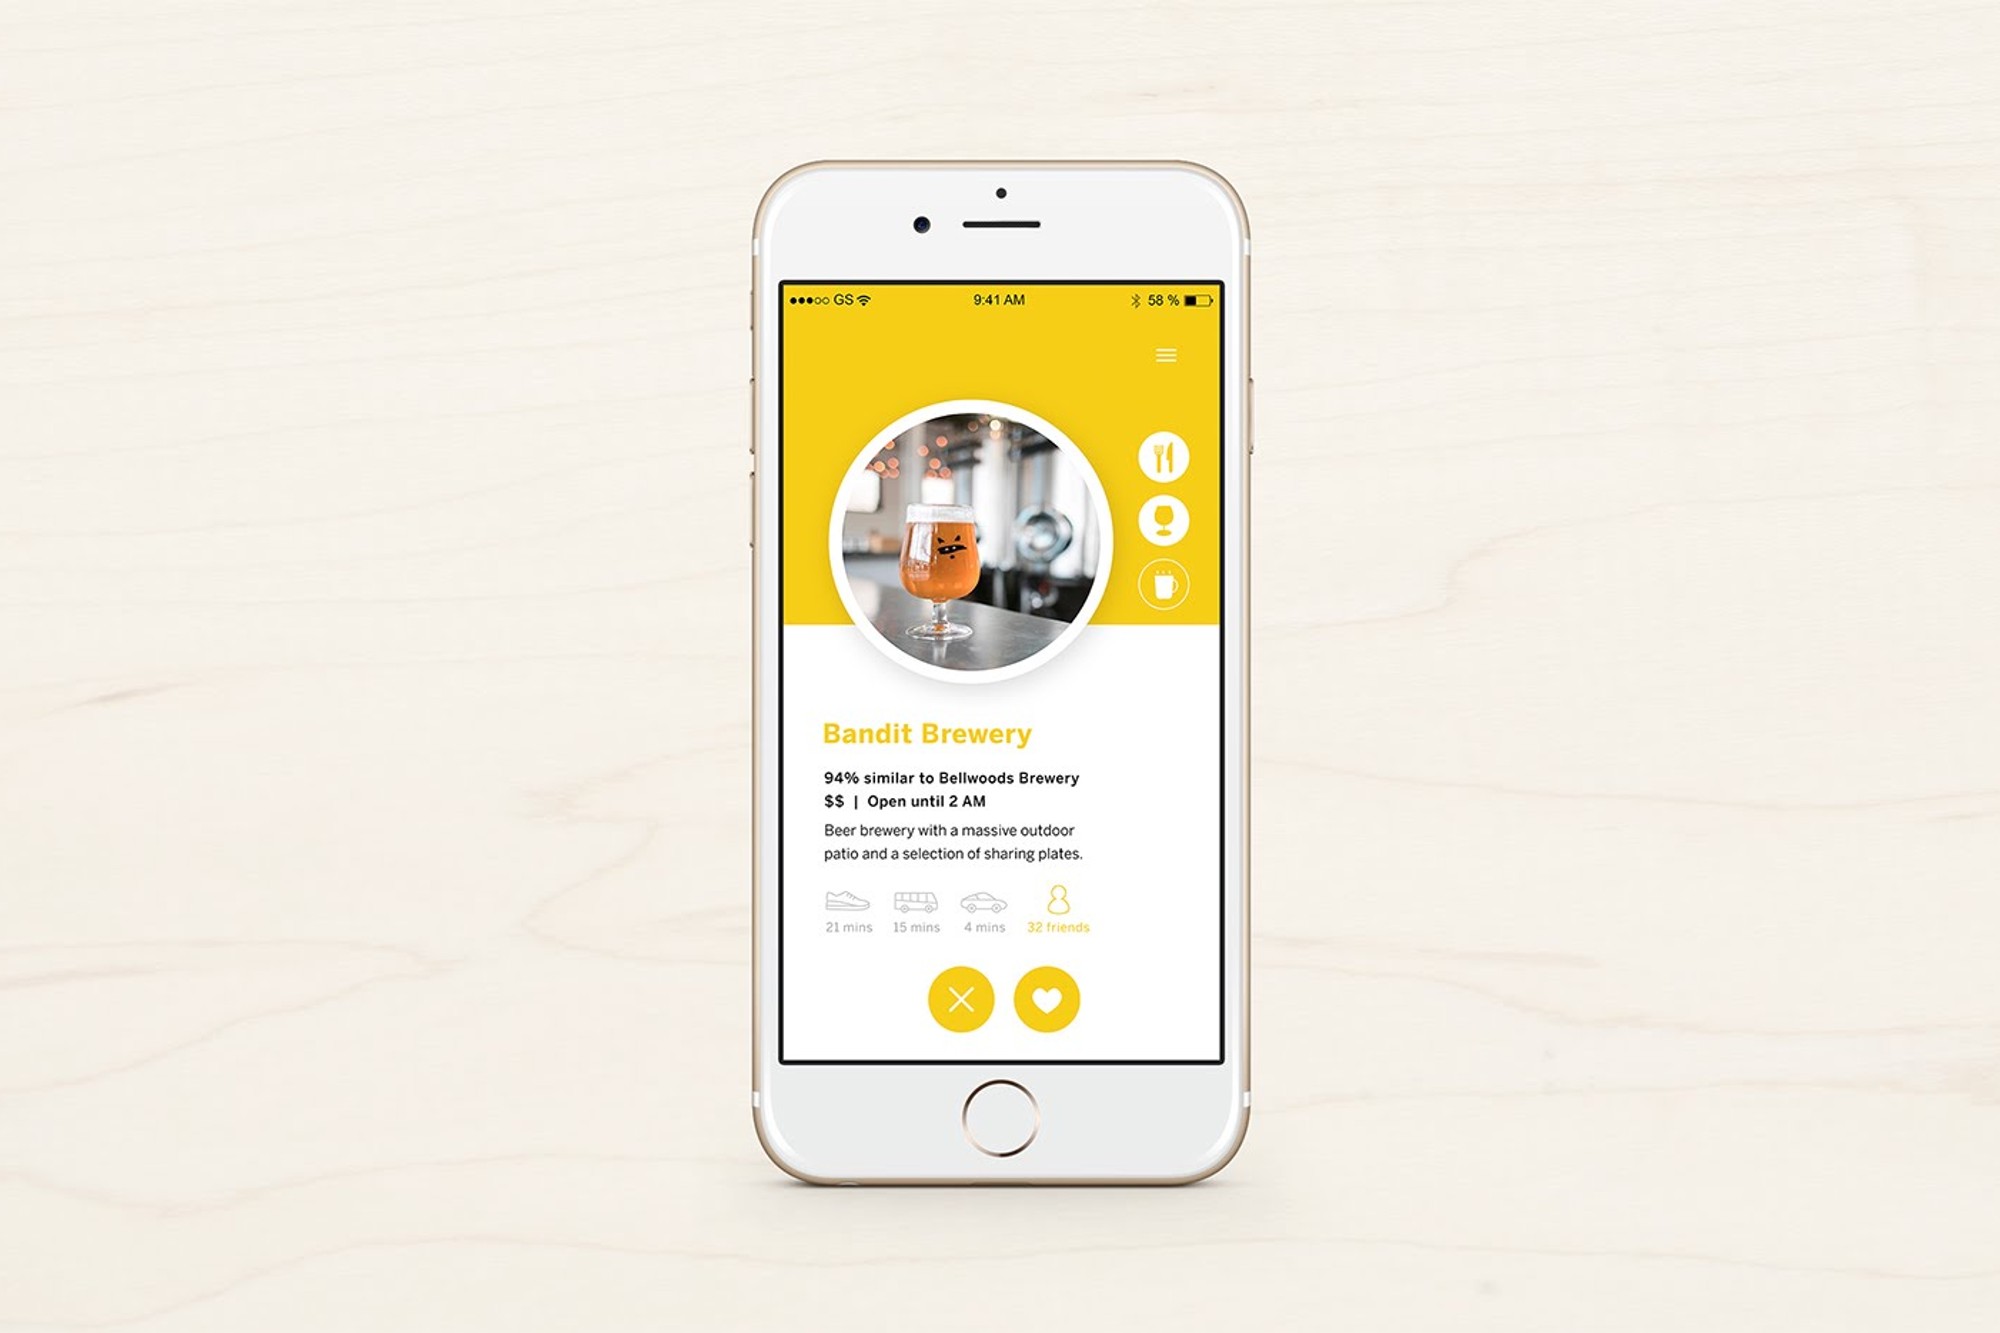 GS 9:41 AM 58 %
Bandit Brewery
94% similar to Bellwoods Brewery
$$ | Open until 2 AM
Beer brewery with a massive outdoor
patio and a selection of sharing plates.
21 mins 15 mins 4 mins 32 friends